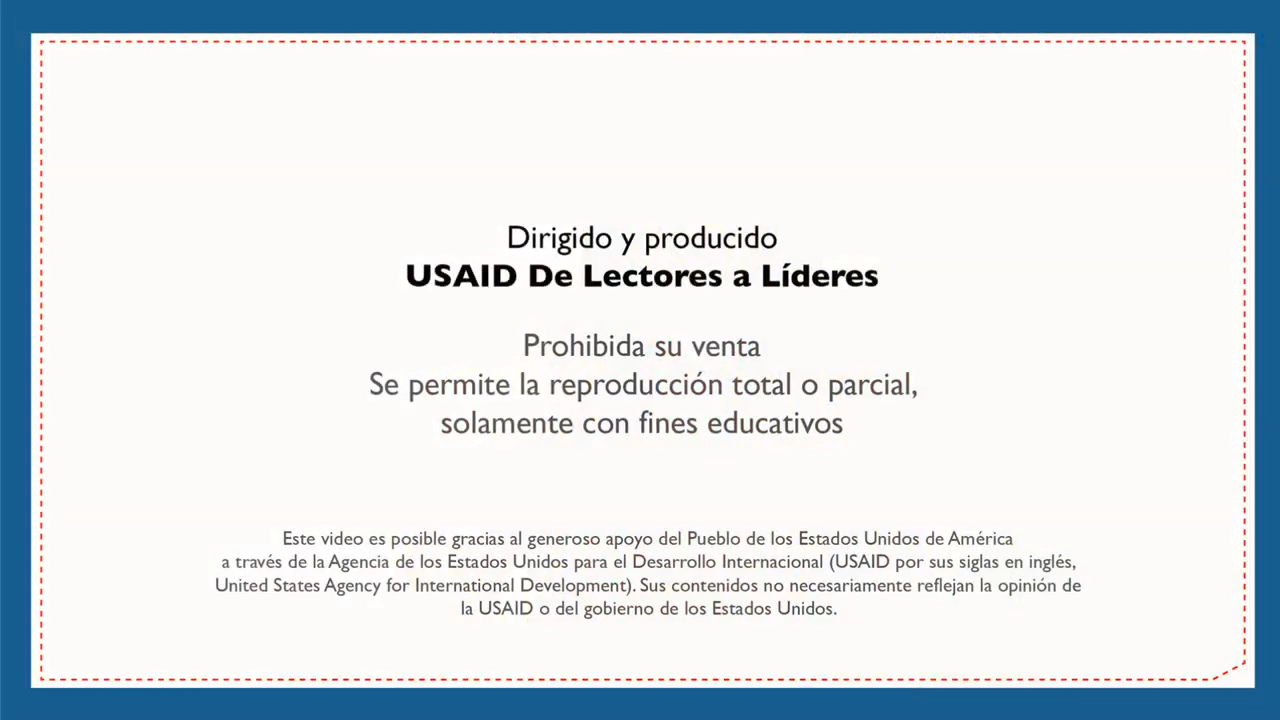 Dirigido y producido
USAID De Lectores a Líderes
Prohibida su venta
Se permite la reproducción total o parcial,
solamente con fines educativos
Este video es posible gracias al generoso apoyo del Pueblo de los Estados Unidos de América
a través de la Agencia de los Estados Unidos para el Desarrollo Internacional (USAID por sus siglas en inglés,
United States Agency for International Development). Sus contenidos no necesariamente reflejan la opinión de
la USAID o del gobierno de los Estados Unidos.